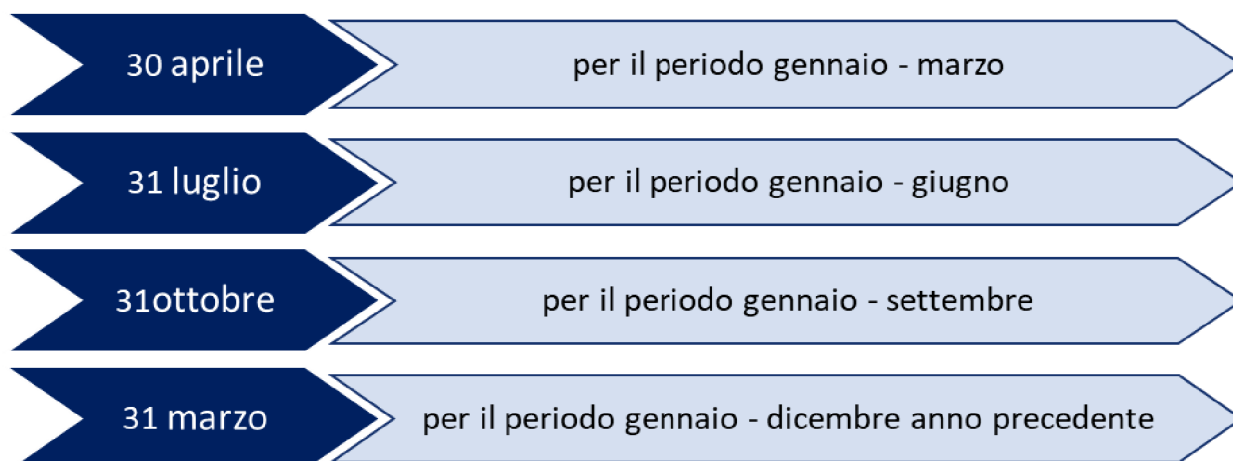 30 aprile
per il periodo gennaio - marzo
31 luglio
per il periodo gennaio - giugno
31ottobre
per il periodo gennaio - settembre
31 marzo
per il periodo gennaio - dicembre anno precedente